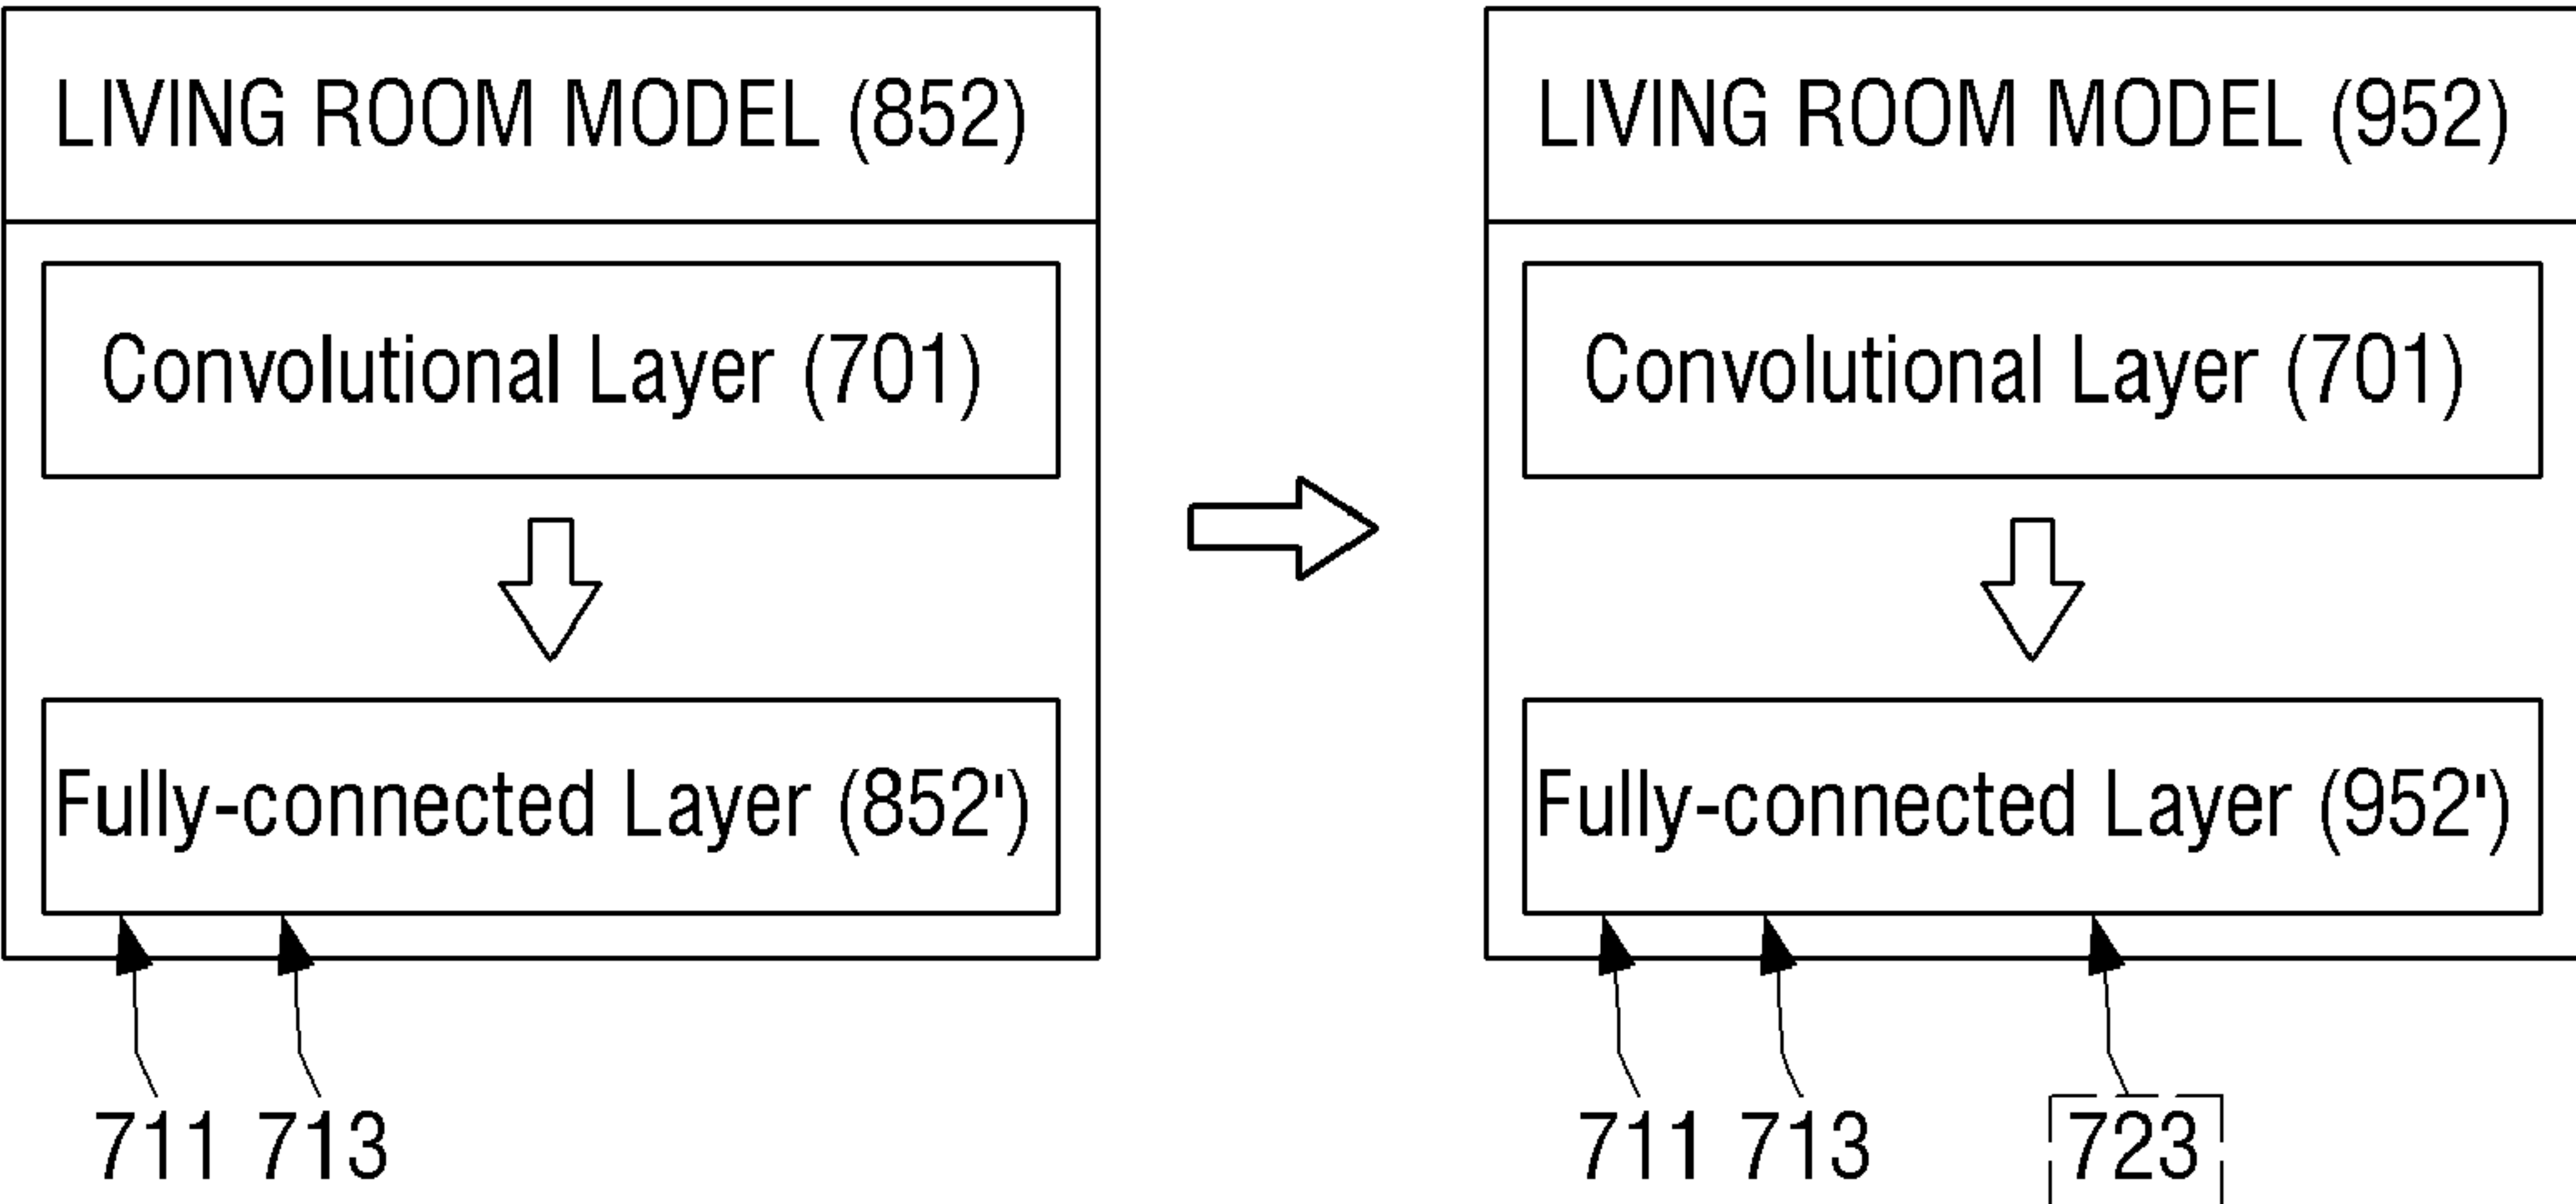 LIVING ROOM MODEL (852)
Convolutional Layer (701)
Fully-connected Layer (852')
711 713
LIVING ROOM MODEL (952)
Convolutional Layer (701)
Fully-connected Layer (952')
711 713 723